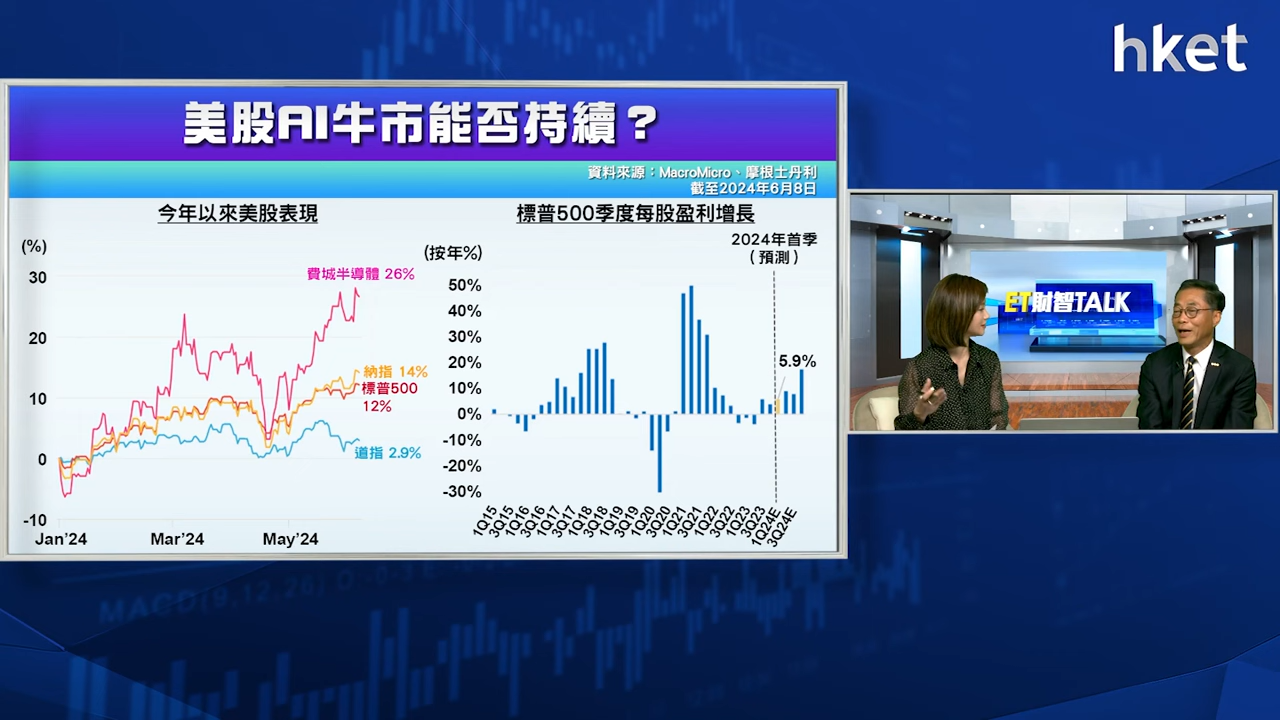 hket
美股AI牛市能否持續？
資料來源：MacroMicro、摩根士丹利
截至2024年6月8日
今年以來美股表現
(%)
30
20
10
0
-10
Jan'24
Mar'24
May'24
費城半導體 26%
納指 14%
標普500
12%
道指 2.9%
標普500季度每股盈利增長
(按年%)
2024年首季
（預測）
50%
40%
30%
20%
10%
0%
-10%
-20%
-30%
5.9%
1Q15
3Q15
1Q16
3Q16
1Q17
3Q17
1Q18
3Q18
1Q19
3Q19
1Q20
3Q20
1Q21
3Q21
1Q22
3Q22
1Q23
3Q23
1Q24E
3Q24E
ET財智TALK